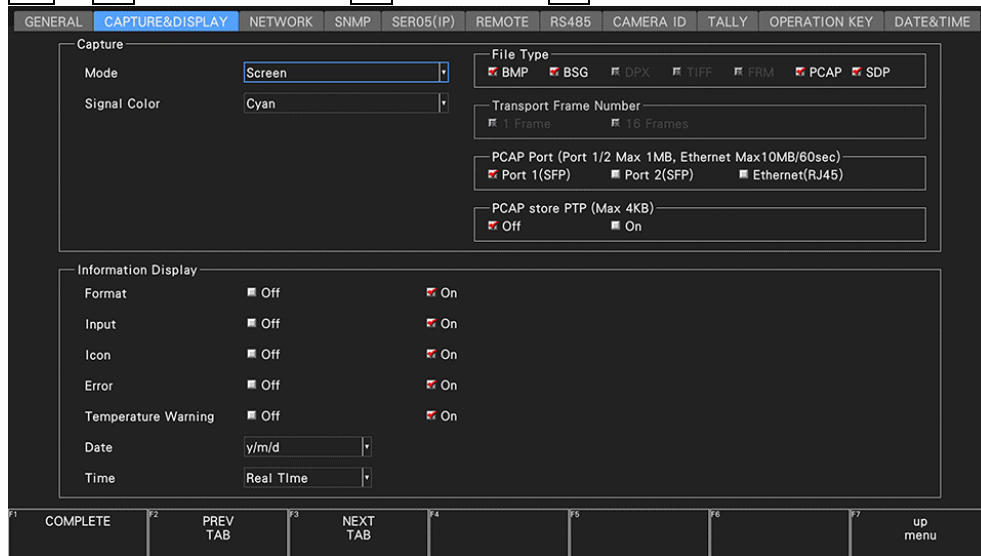 GENERAL CAPTURE&DISPLAY NETWORK SNMP SER05(IP) REMOTE RS485 CAMERA ID TALLY OPERATION KEY DATE&TIME
Capture
Mode Screen
Signal Color Cyan
File Type
BMP BSG DPX TIFF FRM PCAP SDP
Transport Frame Number
1 Frame 16 Frames
PCAP Port (Port 1/2 Max 1MB, Ethernet Max10MB/60sec)
Port 1(SFP) Port 2(SFP) Ethernet(RJ45)
PCAP store PTP (Max 4KB)
Off On
Information Display
Format Off On
Input Off On
Icon Off On
Error Off On
Temperature Warning Off On
Date y/m/d
Time Real TIme
F1 COMPLETE F2 PREV TAB F3 NEXT TAB F4 F5 F6 F7 up menu